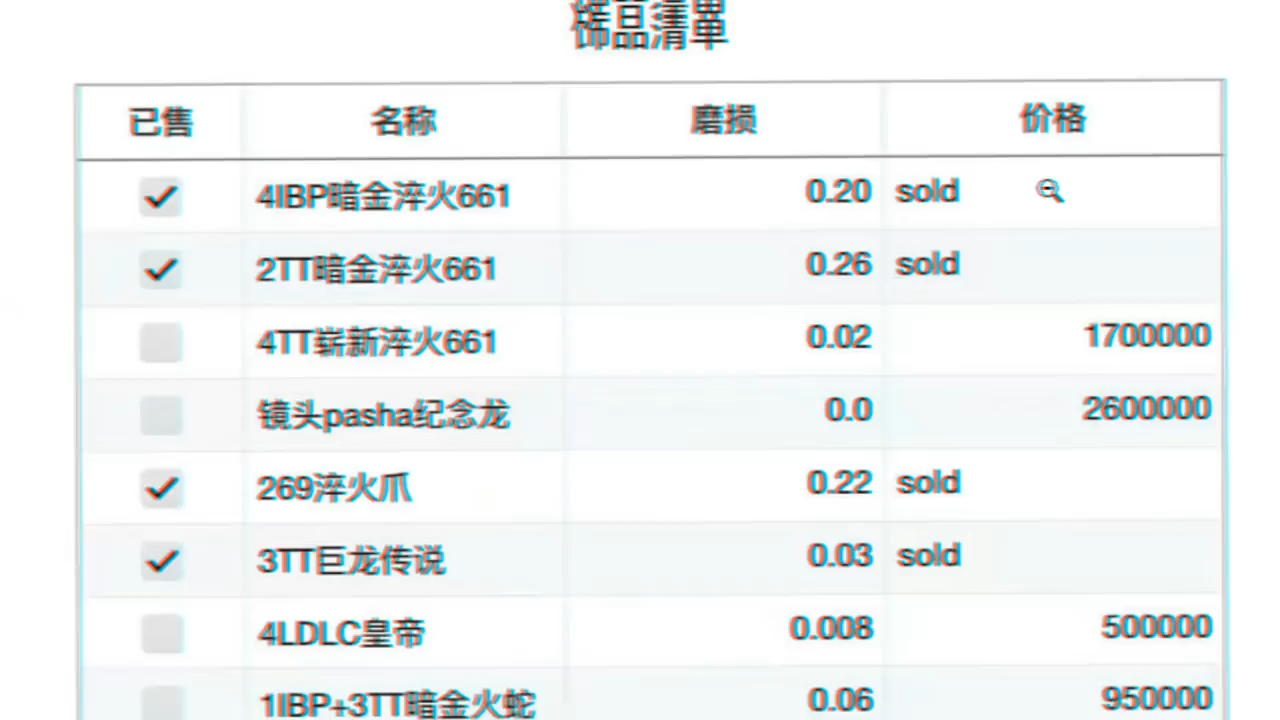 饰品清单
已售 名称 磨损 价格
4IBP暗金淬火661 0.20 sold
2TT暗金淬火661 0.26 sold
4TT崭新淬火661 0.02 1700000
镜头pasha纪念龙 0.0 2600000
269淬火爪 0.22 sold
3TT巨龙传说 0.03 sold
4LDLC皇帝 0.008 500000
1IBP+3TT暗金火蛇 0.06 950000